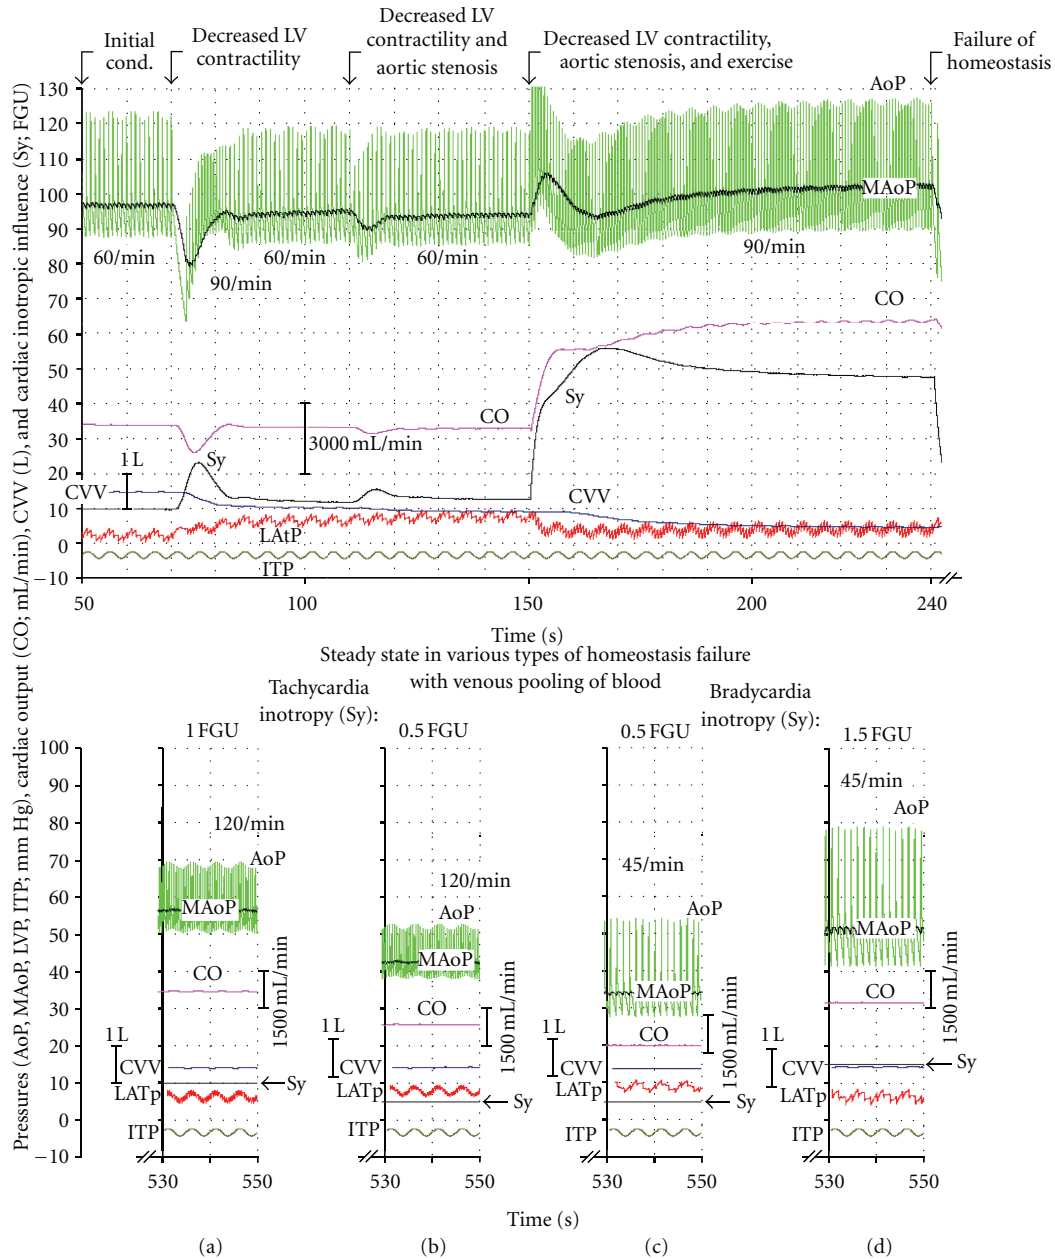 Initial
cond.
Decreased LV
contractility
Decreased LV
contractility and
aortic stenosis
Decreased LV contractility,
aortic stenosis, and exercise
Failure of
homeostasis
Pressures (AoP, MAoP, LVP, ITP; mm Hg), cardiac output (CO; mL/min), CVV (L), and cardiac inotropic influence (Sy; FGU)
130
120
110
100
90
80
70
60
50
40
30
20
10
0
−10
AoP
MAoP
60/min
90/min
60/min
60/min
90/min
CO
Sy
CO
3000 mL/min
Sy
1 L
CVV
CVV
LAtP
ITP
50
100
150
200
240
Time (s)
Steady state in various types of homeostasis failure
with venous pooling of blood
Tachycardia
inotropy (Sy):
Bradycardia
inotropy (Sy):
1 FGU
0.5 FGU
0.5 FGU
1.5 FGU
100
90
80
70
60
50
40
30
20
10
0
−10
120/min
AoP
MAoP
CO
1500 mL/min
1 L
CVV
Sy
LATp
ITP
530
550
120/min
AoP
MAoP
CO
1500 mL/min
1 L
CVV
LATp
Sy
ITP
530
550
45/min
AoP
MAoP
CO
1500 mL/min
1 L
CVV
LATp
Sy
ITP
530
550
45/min
AoP
MAoP
CO
1500 mL/min
1 L
CVV
Sy
LATp
ITP
530
550
Time (s)
(a)
(b)
(c)
(d)